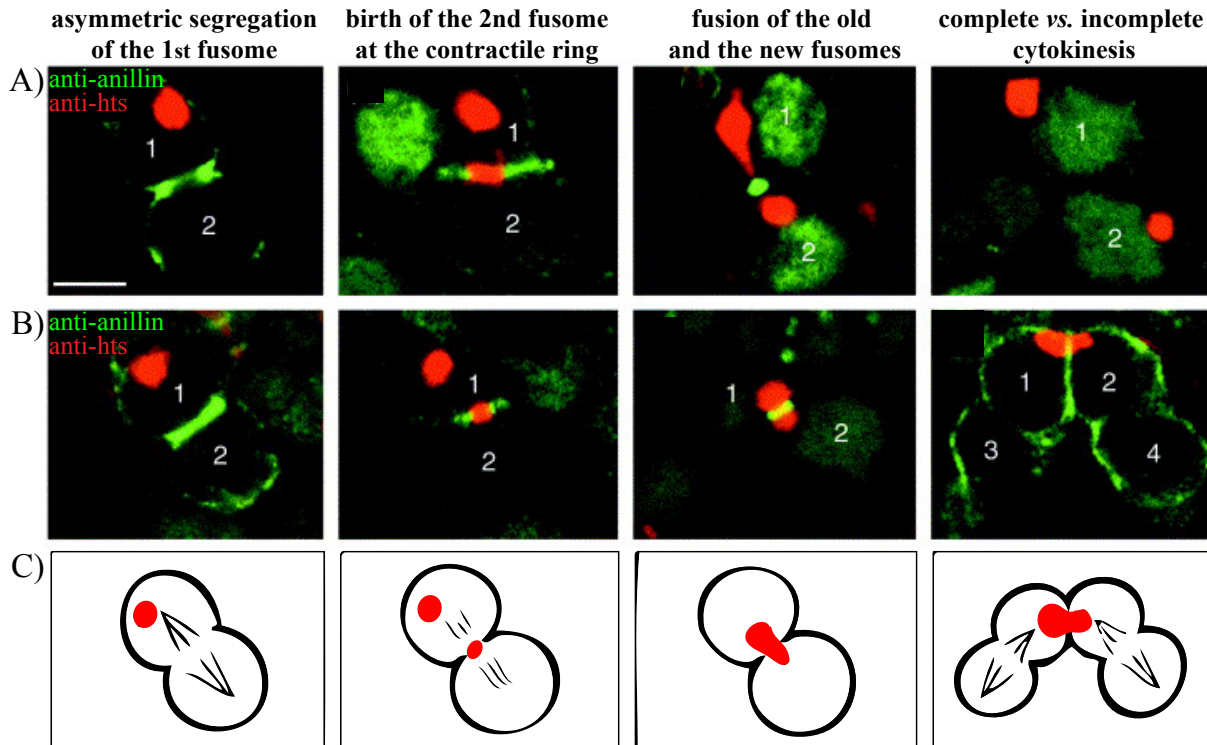 asymmetric segregation
of the 1st fusome
birth of the 2nd fusome
at the contractile ring
fusion of the old
and the new fusomes
complete vs. incomplete
cytokinesis
A)
anti-anillin
anti-hts
1
2
1
2
1
2
1
2
B)
anti-anillin
anti-hts
1
2
1
2
1
2
1
2
3
4
C)